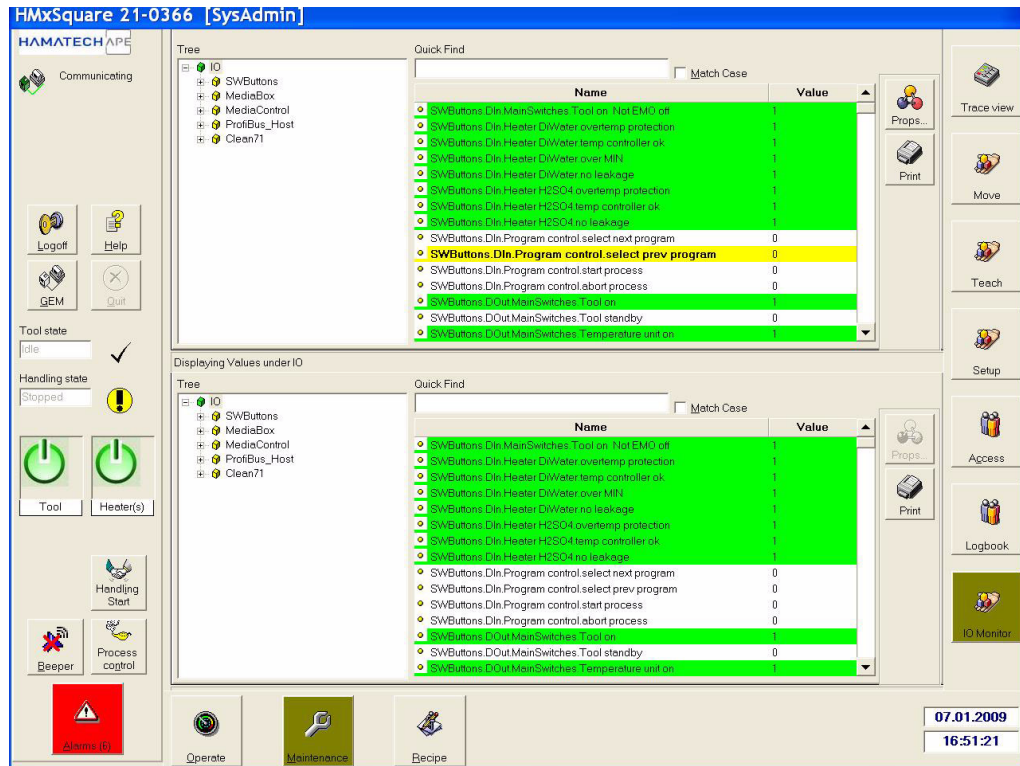 HMxSquare 21-0366 [SysAdmin]
HAMATECH APE
Communicating
Logoff
Help
GEM
Quit
Tool state
Idle
Handling state
Stopped
Tool
Heater(s)
Handling Start
Beeper
Process control
Alarms (5)
Tree
IO
SWButtons
MediaBox
MediaControl
ProfiBus_Host
Clean71
Quick Find
Match Case
Name Value
SWButtons.DIn.MainSwitches.Tool on Not EMO off 1
SWButtons.DIn.Heater DiWater.overtemp protection 1
SWButtons.DIn.Heater DiWater.temp controller ok 1
SWButtons.DIn.Heater DiWater.over MIN 1
SWButtons.DIn.Heater DiWater.no leakage 1
SWButtons.DIn.Heater H2SO4.overtemp protection 1
SWButtons.DIn.Heater H2SO4.temp controller ok 1
SWButtons.DIn.Heater H2SO4.no leakage 1
SWButtons.DIn.Program control.select next program 0
SWButtons.DIn.Program control.select prev program 0
SWButtons.DIn.Program control.start process 0
SWButtons.DIn.Program control.abort process 0
SWButtons.DOut.MainSwitches.Tool on 1
SWButtons.DOut.MainSwitches.Tool standby 0
SWButtons.DOut.MainSwitches.Temperature unit on 1
Props...
Print
Displaying Values under IO
Tree
IO
SWButtons
MediaBox
MediaControl
ProfiBus_Host
Clean71
Quick Find
Match Case
Name Value
SWButtons.DIn.MainSwitches.Tool on Not EMO off 1
SWButtons.DIn.Heater DiWater.overtemp protection 1
SWButtons.DIn.Heater DiWater.temp controller ok 1
SWButtons.DIn.Heater DiWater.over MIN 1
SWButtons.DIn.Heater DiWater.no leakage 1
SWButtons.DIn.Heater H2SO4.overtemp protection 1
SWButtons.DIn.Heater H2SO4.temp controller ok 1
SWButtons.DIn.Heater H2SO4.no leakage 1
SWButtons.DIn.Program control.select next program 0
SWButtons.DIn.Program control.select prev program 0
SWButtons.DIn.Program control.start process 0
SWButtons.DIn.Program control.abort process 0
SWButtons.DOut.MainSwitches.Tool on 1
SWButtons.DOut.MainSwitches.Tool standby 0
SWButtons.DOut.MainSwitches.Temperature unit on 1
Props...
Print
Trace view
Move
Teach
Setup
Access
Logbook
IO Monitor
Operate
Maintenance
Recipe
07.01.2009
16:51:21